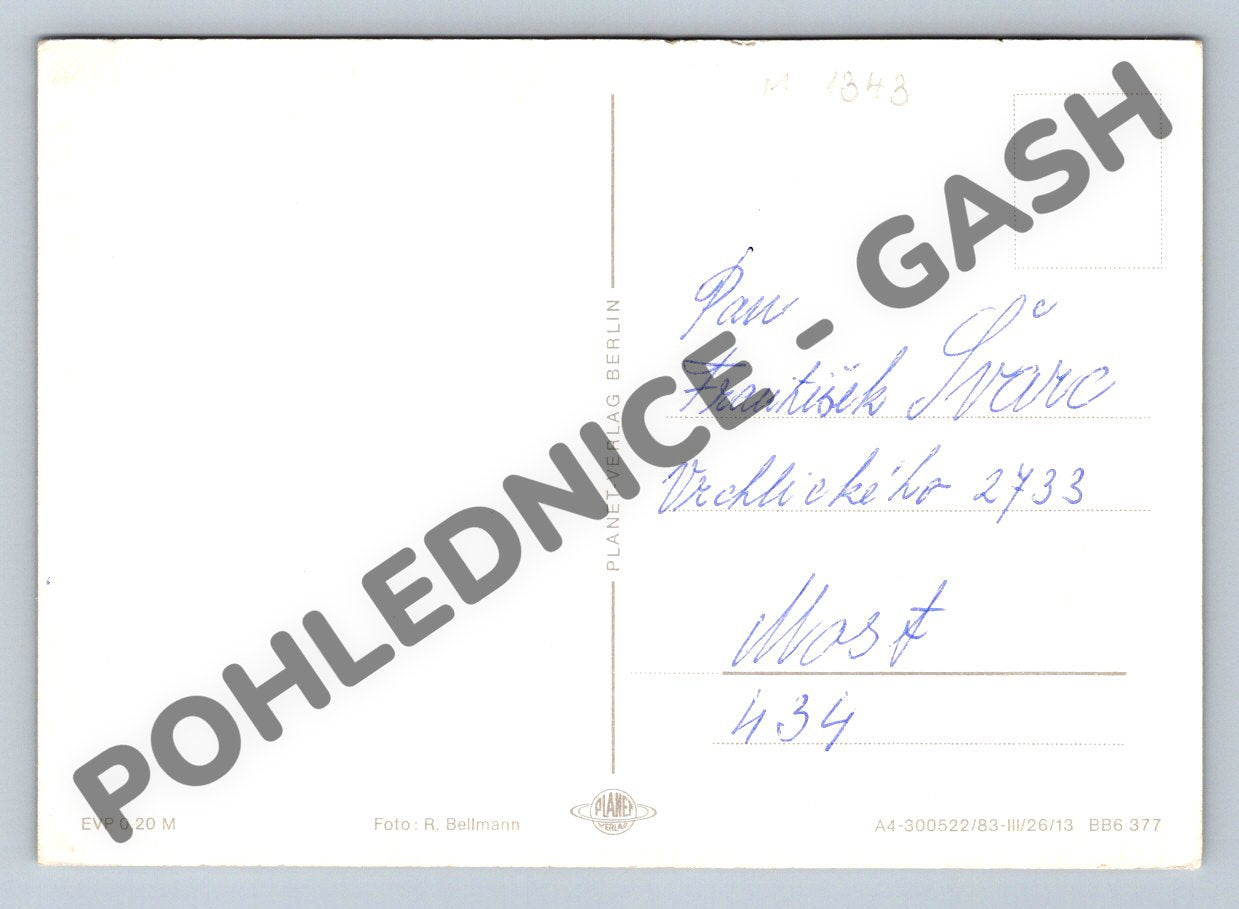 M 1343
Pan
František Švarc
Vrchlického 2733
Most
434
PLANET VERLAG BERLIN
POHLEDNICE - GASH
EVP 0,20 M
Foto: R. Bellmann
PLANET
VERLAG
A4-300522/83-III/26/13 BB6 377